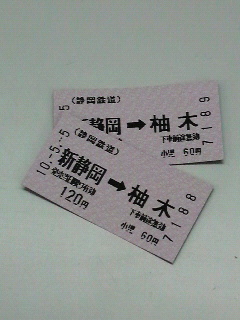 (静岡鉄道)
静岡→柚木
下車前途無効
小児 60円
7189
5
(静岡鉄道)
新静岡→柚木
発売当日限り有効 下車前途無効
120円 小児 60円
10.-5.-5
7188